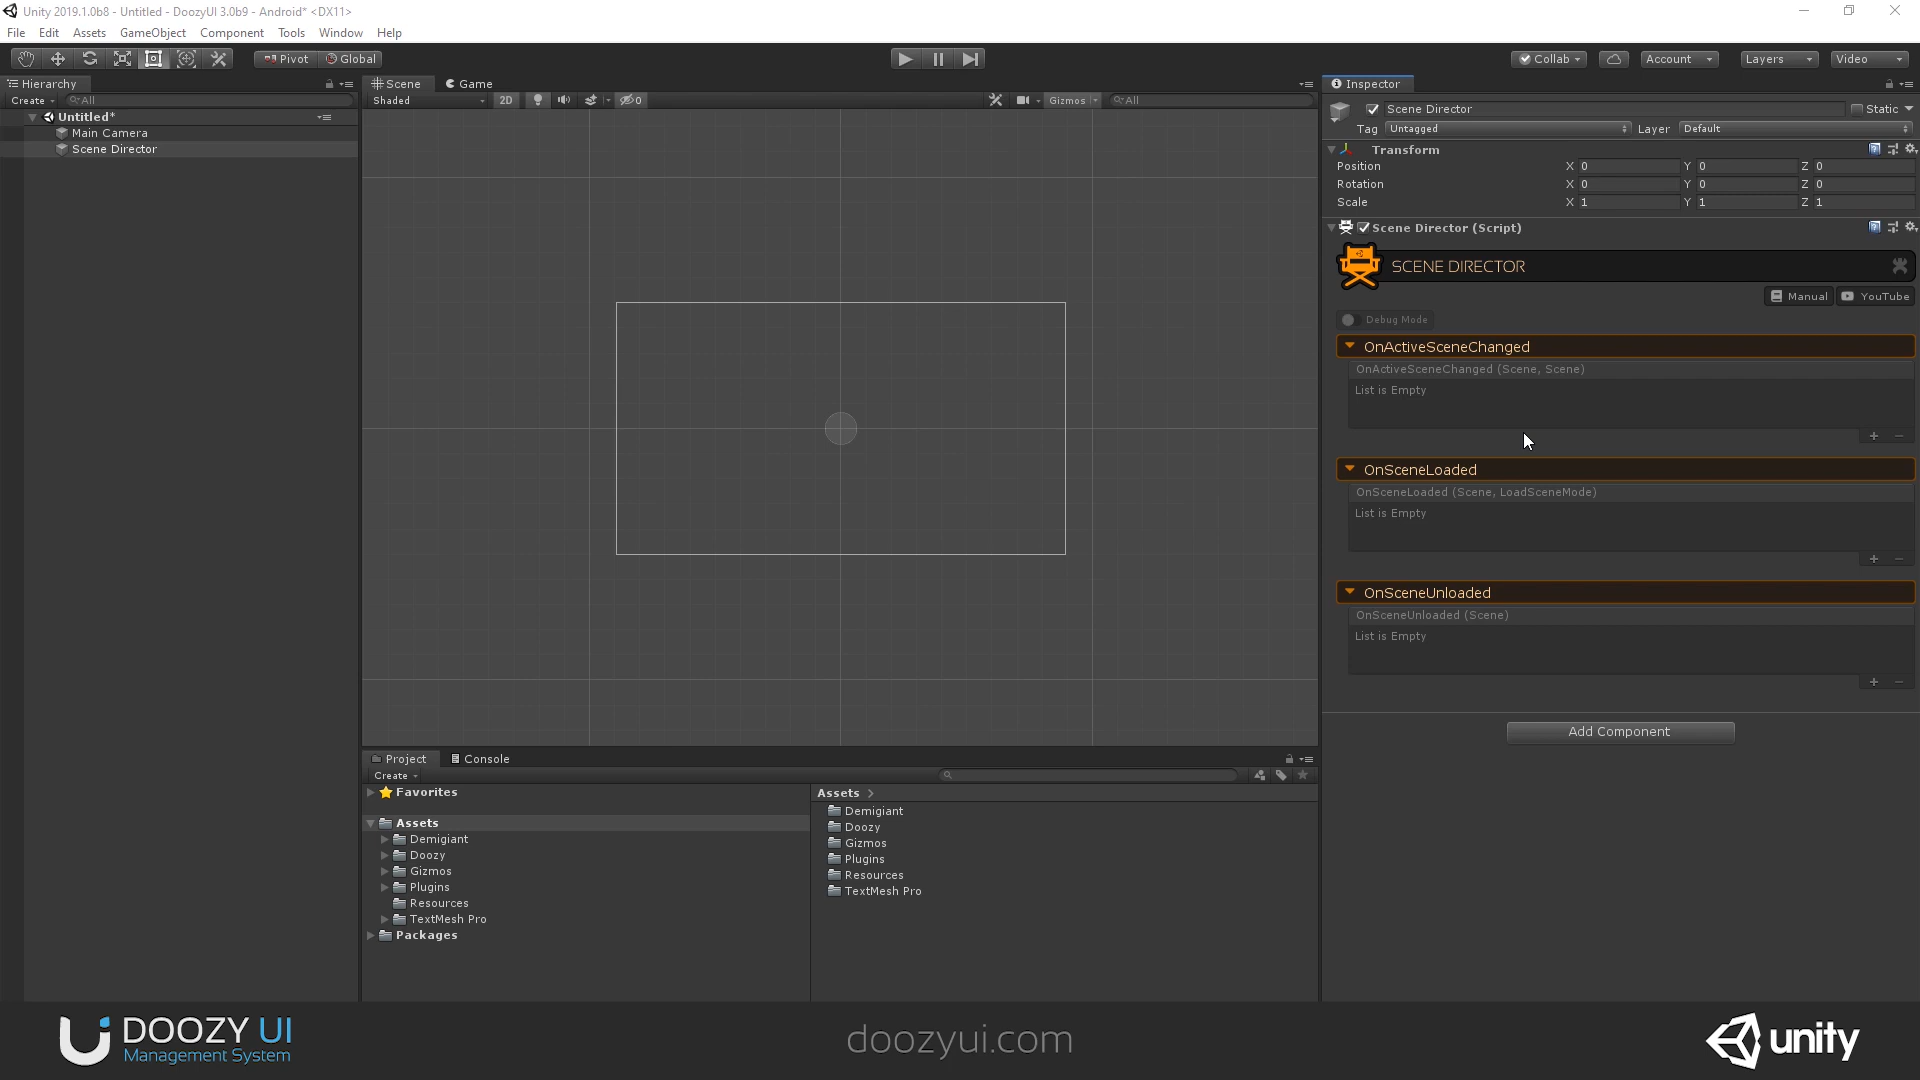 Unity 2019.1.0b8 - Untitled - DoozyUI 3.0b9 - Android* <DX11>
File Edit Assets GameObject Component Tools Window Help
Pivot Global Collab Account Layers Video
Hierarchy
Create All
Untitled*
Main Camera
Scene Director
Scene Game
Shaded 2D 0 Gizmos All
Inspector
Scene Director Static
Tag Untagged Layer Default
Transform
Position X 0 Y 0 Z 0
Rotation X 0 Y 0 Z 0
Scale X 1 Y 1 Z 1
Scene Director (Script)
SCENE DIRECTOR
Manual YouTube
Debug Mode
OnActiveSceneChanged
OnActiveSceneChanged (Scene, Scene)
List is Empty
+ −
OnSceneLoaded
OnSceneLoaded (Scene, LoadSceneMode)
List is Empty
+ −
OnSceneUnloaded
OnSceneUnloaded (Scene)
List is Empty
+ −
Add Component
Project Console
Create
Favorites
Assets
Demigiant
Doozy
Gizmos
Plugins
Resources
TextMesh Pro
Packages
Assets >
Demigiant
Doozy
Gizmos
Plugins
Resources
TextMesh Pro
DOOZY UI
Management System
doozyui.com
unity